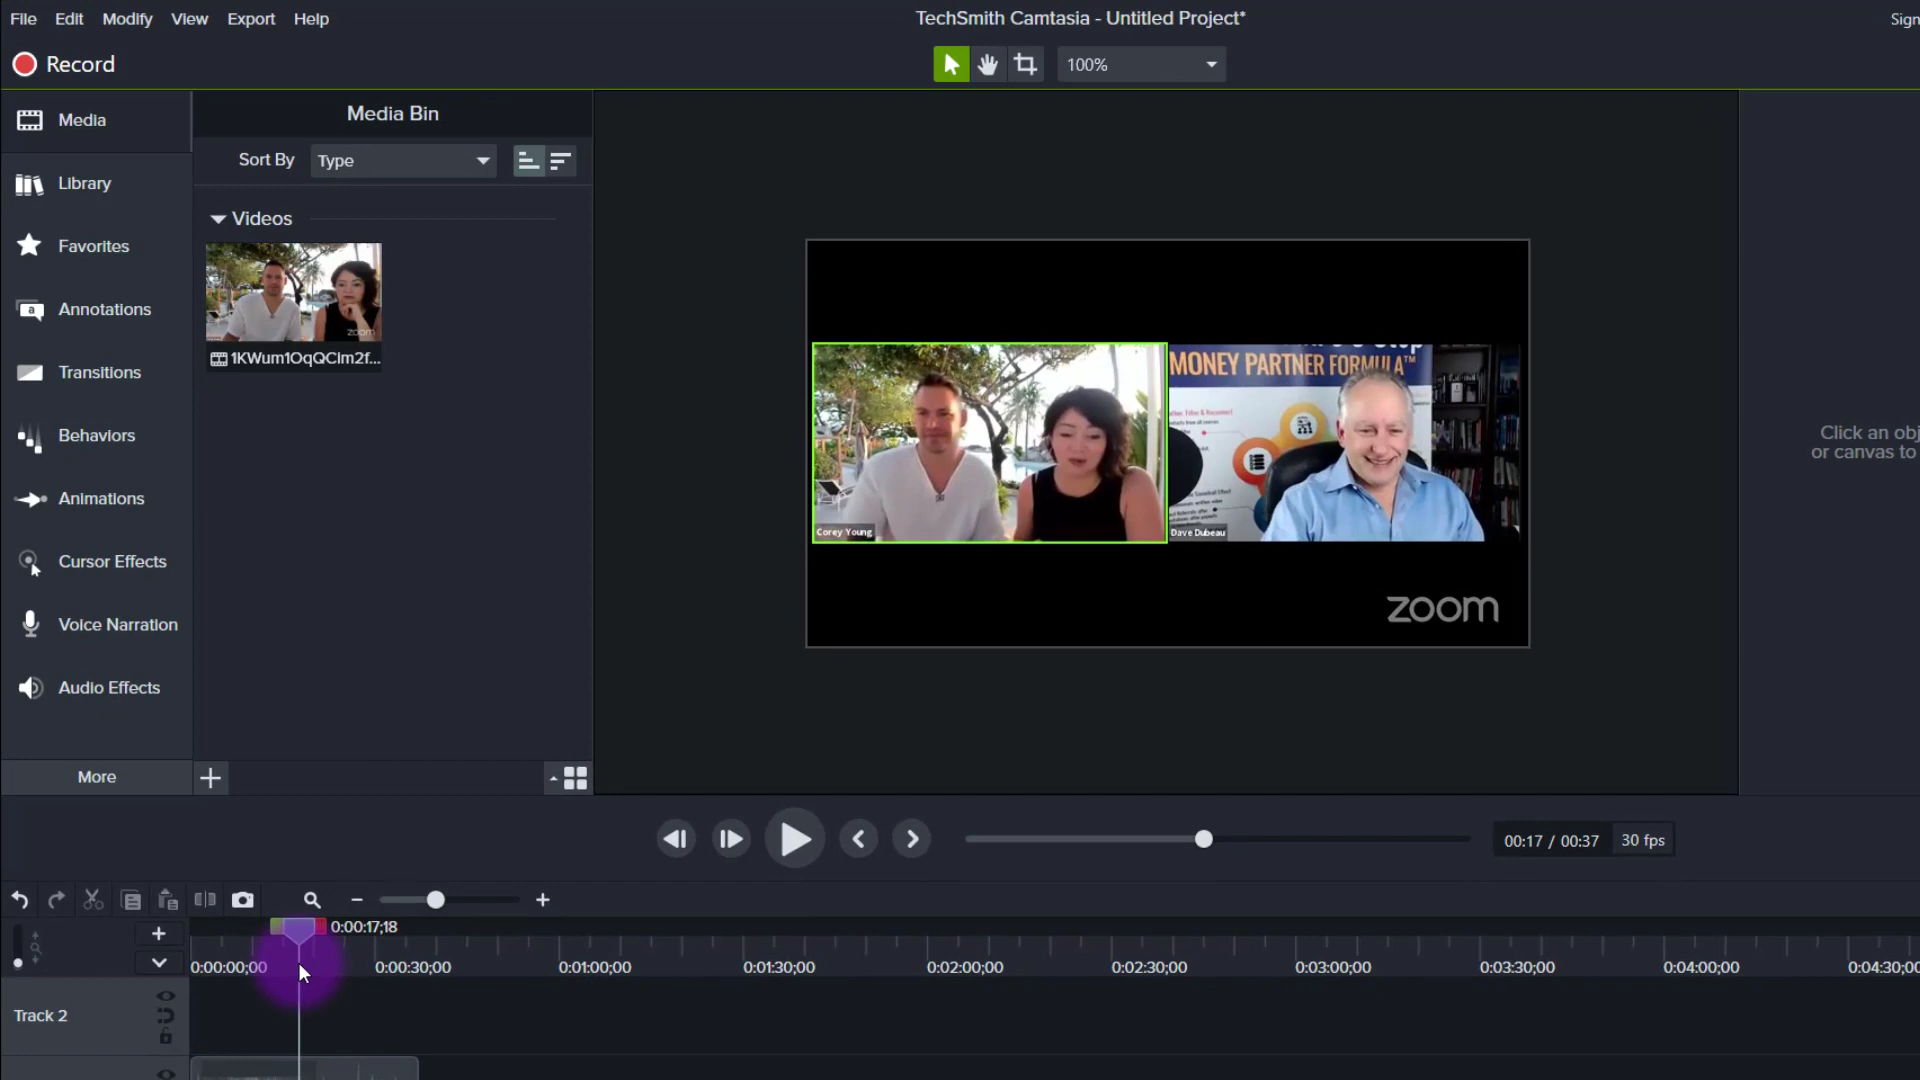 File Edit Modify View Export Help
TechSmith Camtasia - Untitled Project*
Sign
Record
100%
Media
Library
Favorites
Annotations
Transitions
Behaviors
Animations
Cursor Effects
Voice Narration
Audio Effects
More
Media Bin
Sort By Type
Videos
zoom
1KWum1OqQCIm2f...
MONEY PARTNER FORMULA™
Corey Young
Dave Dubeau
zoom
Click an obj
or canvas to
00:17 / 00:37 30 fps
0:00:17;18
0:00:00;00 0:00:30;00 0:01:00;00 0:01:30;00 0:02:00;00 0:02:30;00 0:03:00;00 0:03:30;00 0:04:00;00 0:04:30;00
Track 2